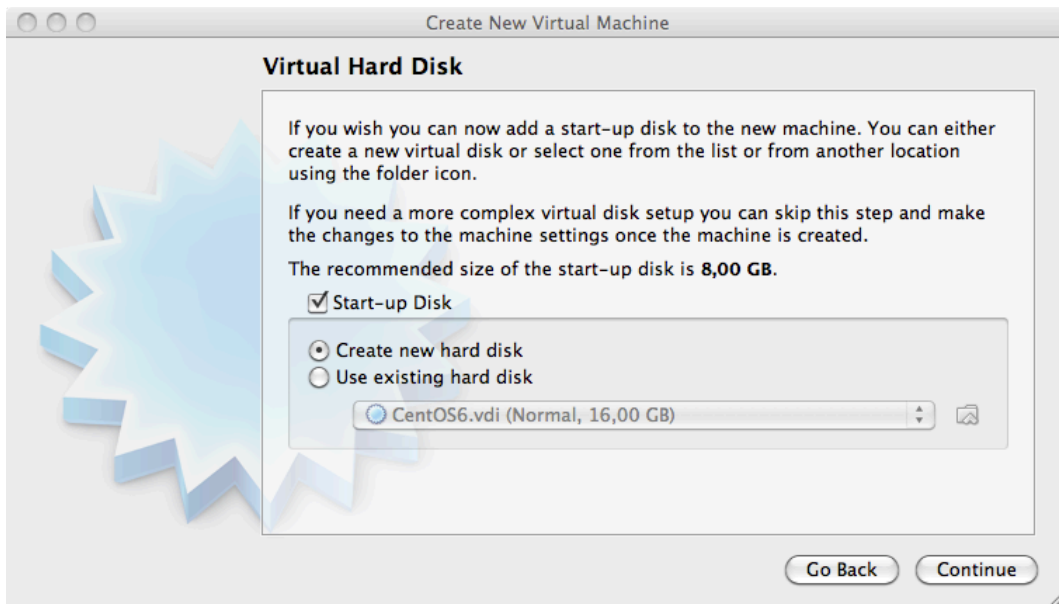 Create New Virtual Machine
Virtual Hard Disk
If you wish you can now add a start-up disk to the new machine. You can either
create a new virtual disk or select one from the list or from another location
using the folder icon.
If you need a more complex virtual disk setup you can skip this step and make
the changes to the machine settings once the machine is created.
The recommended size of the start-up disk is 8,00 GB.
Start-up Disk
Create new hard disk
Use existing hard disk
CentOS6.vdi (Normal, 16,00 GB)
Go Back
Continue